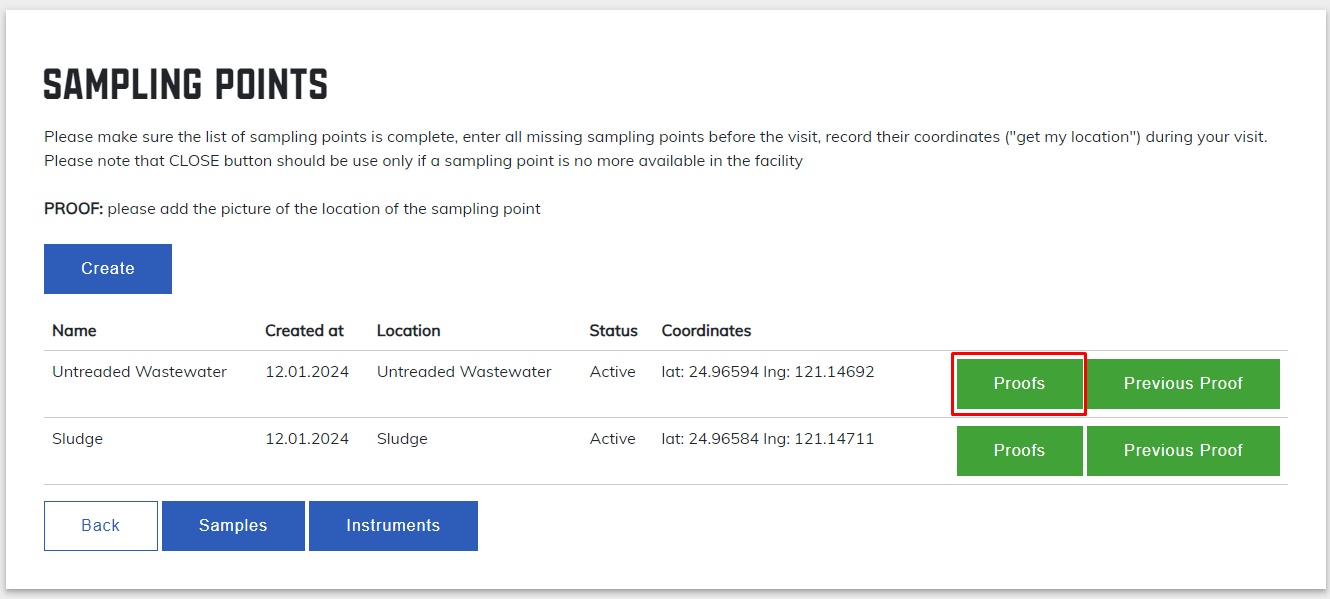 SAMPLING POINTS
Please make sure the list of sampling points is complete, enter all missing sampling points before the visit, record their coordinates ("get my location") during your visit.
Please note that CLOSE button should be use only if a sampling point is no more available in the facility
PROOF: please add the picture of the location of the sampling point
Create
Name Created at Location Status Coordinates
Untreaded Wastewater 12.01.2024 Untreaded Wastewater Active lat: 24.96594 lng: 121.14692 Proofs Previous Proof
Sludge 12.01.2024 Sludge Active lat: 24.96584 lng: 121.14711 Proofs Previous Proof
Back Samples Instruments